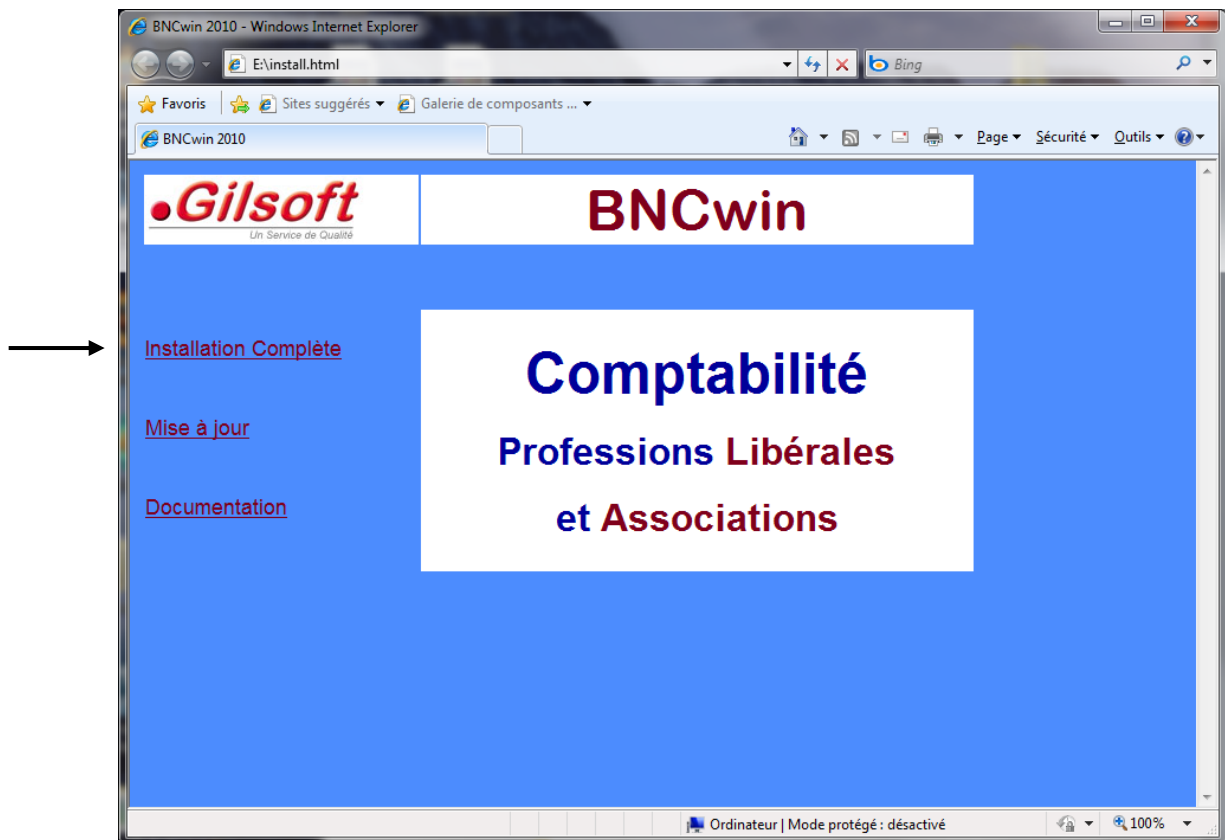 BNCwin 2010 - Windows Internet Explorer
E:\install.html
Bing
Favoris
Sites suggérés
Galerie de composants ...
BNCwin 2010
Page
Sécurité
Outils
Gilsoft
Un Service de Qualité
BNCwin
Installation Complète
Mise à jour
Documentation
Comptabilité
Professions Libérales
et Associations
Ordinateur | Mode protégé : désactivé
100%